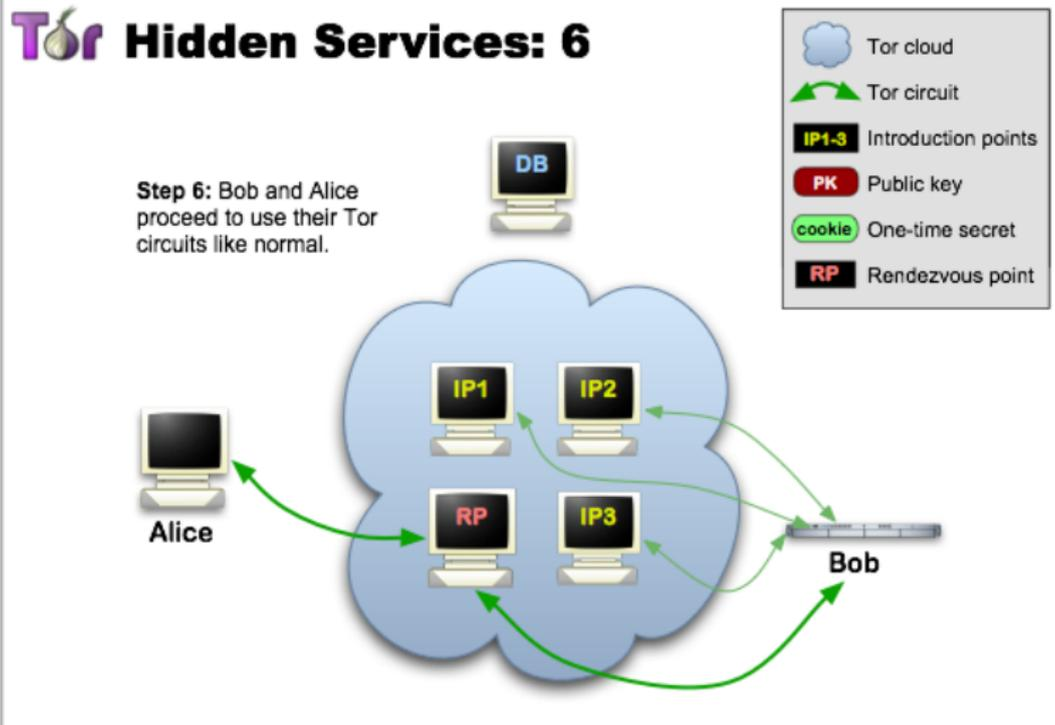 Tor Hidden Services: 6
Tor cloud
Tor circuit
IP1-3 Introduction points
PK Public key
cookie One-time secret
RP Rendezvous point
DB
Step 6: Bob and Alice
proceed to use their Tor
circuits like normal.
IP1 IP2
RP IP3
Alice
Bob